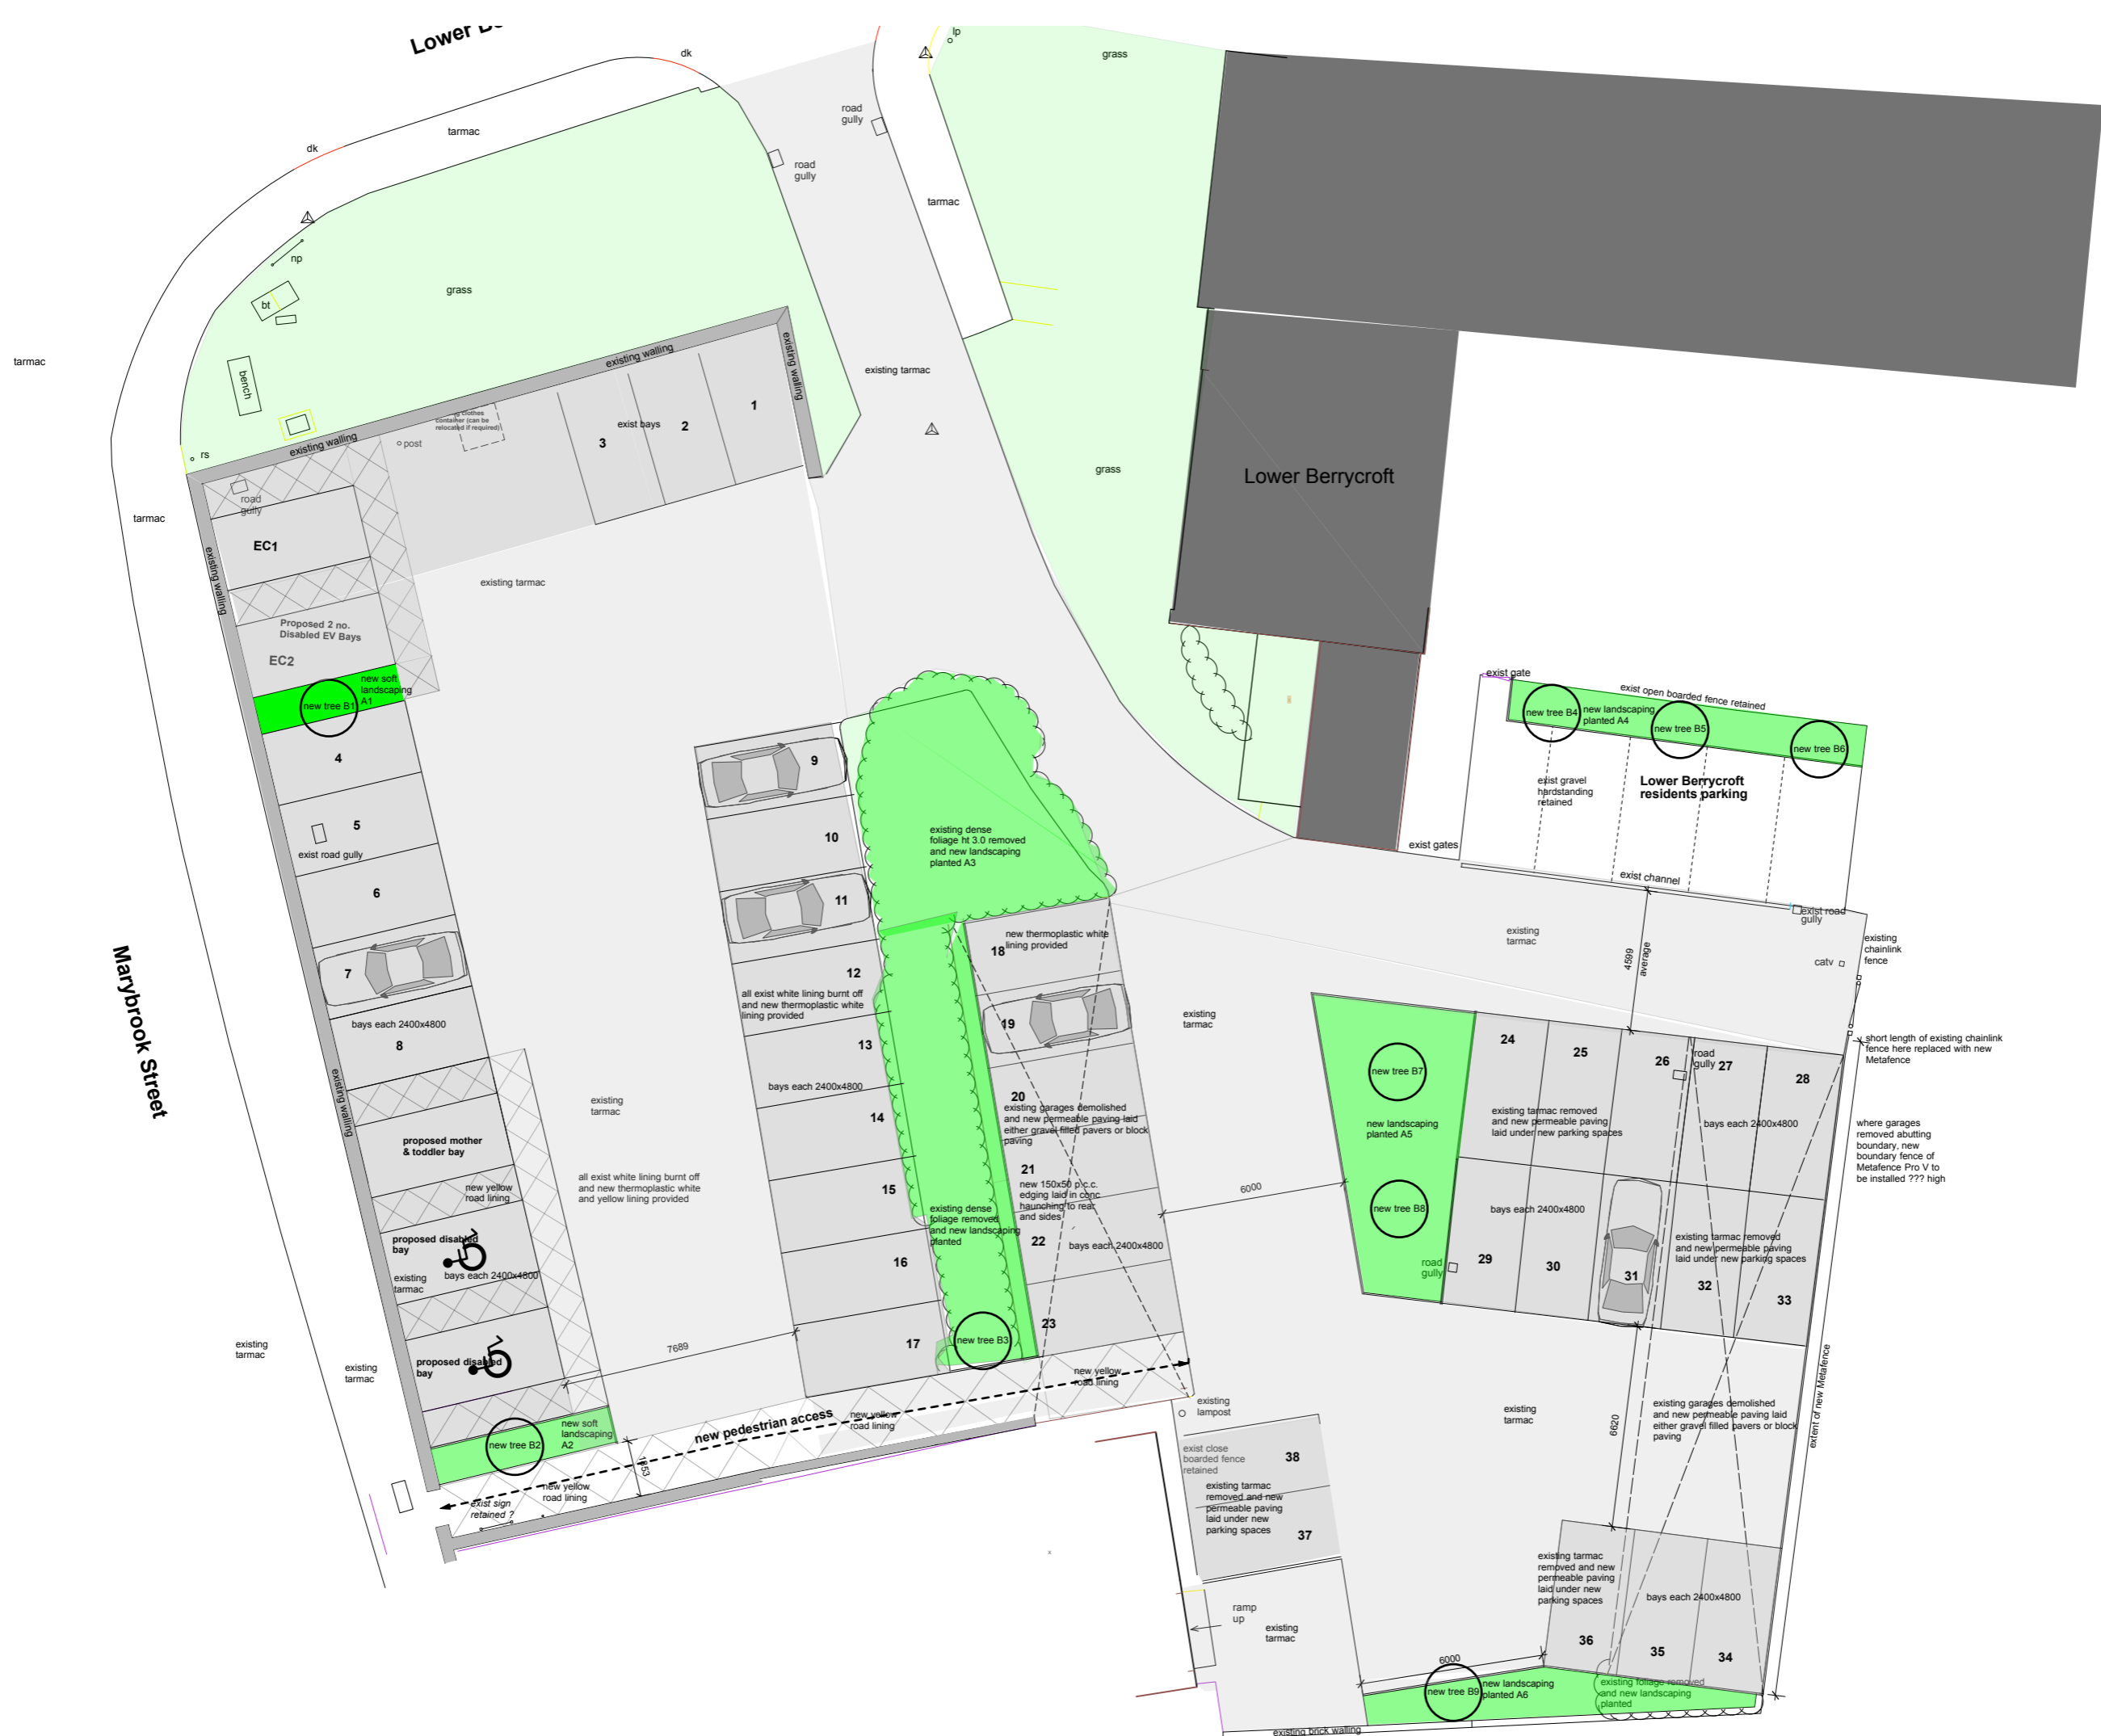 Lower
dk
lp
grass
road
gully
tarmac
dk
road
gully
tarmac
np
grass
bt
tarmac
bench
existing walling
existing walling
existing tarmac
1
exist bays
2
3
clothes
container (can be
relocated if required)
post
existing walling
rs
grass
Lower Berrycroft
road
gully
tarmac
EC1
existing walling
existing tarmac
Proposed 2 no.
Disabled EV Bays
EC2
new soft
landscaping
A1
new tree B1
exist gate
exist open boarded fence retained
new tree B4
new landscaping
planted A4
new tree B5
new tree B6
4
9
exist gravel
hardstanding
retained
Lower Berrycroft
residents parking
5
exist road gully
10
existing dense
foliage ht 3.0 removed
and new landscaping
planted A3
exist gates
exist channel
6
11
exist road
gully
Marybrook Street
7
12
18
new thermoplastic white
lining provided
existing
tarmac
4599
average
existing
chainlink
fence
catv
all exist white lining burnt off
and new thermoplastic white
lining provided
bays each 2400x4800
8
19
existing
tarmac
13
24
25
26
road
gully
27
28
short length of existing chainlink
fence here replaced with new
Metafence
new tree B7
existing walling
bays each 2400x4800
existing
tarmac
14
20
existing garages demolished
and new permeable paving laid
either gravel filled pavers or block
paving
existing tarmac removed
and new permeable paving
laid under new parking spaces
bays each 2400x4800
new landscaping
planted A5
where garages
removed abutting
boundary, new
boundary fence of
Metafence Pro V to
be installed ??? high
proposed mother
& toddler bay
all exist white lining burnt off
and new thermoplastic white
and yellow lining provided
new yellow
road lining
15
21
new 150x50 p.c.c.
edging laid in conc
haunching to rear
and sides
6000
new tree B8
bays each 2400x4800
proposed disabled
bay
existing
tarmac
bays each 2400x4800
existing dense
foliage removed
and new landscaping
planted
16
22
bays each 2400x4800
road
gully
29
30
31
existing tarmac removed
and new permeable paving
laid under new parking spaces
32
33
existing
tarmac
existing
tarmac
proposed disabled
bay
7689
17
new tree B3
23
new yellow
road lining
extent of new Metafence
new soft
landscaping
A2
new tree B2
new pedestrian access
new yellow
road lining
existing
lampost
existing
tarmac
6620
existing garages demolished
and new permeable paving laid
either gravel filled pavers or block
paving
exist close
boarded fence
retained
38
new yellow
road lining
exist sign
retained ?
existing tarmac
removed and new
permeable paving
laid under new
parking spaces
37
existing tarmac
removed and new
permeable paving
laid under new
parking spaces
bays each 2400x4800
ramp
up
existing
tarmac
36
35
34
6000
new tree B9
new landscaping
planted A6
existing foliage removed
and new landscaping
planted
existing brick walling